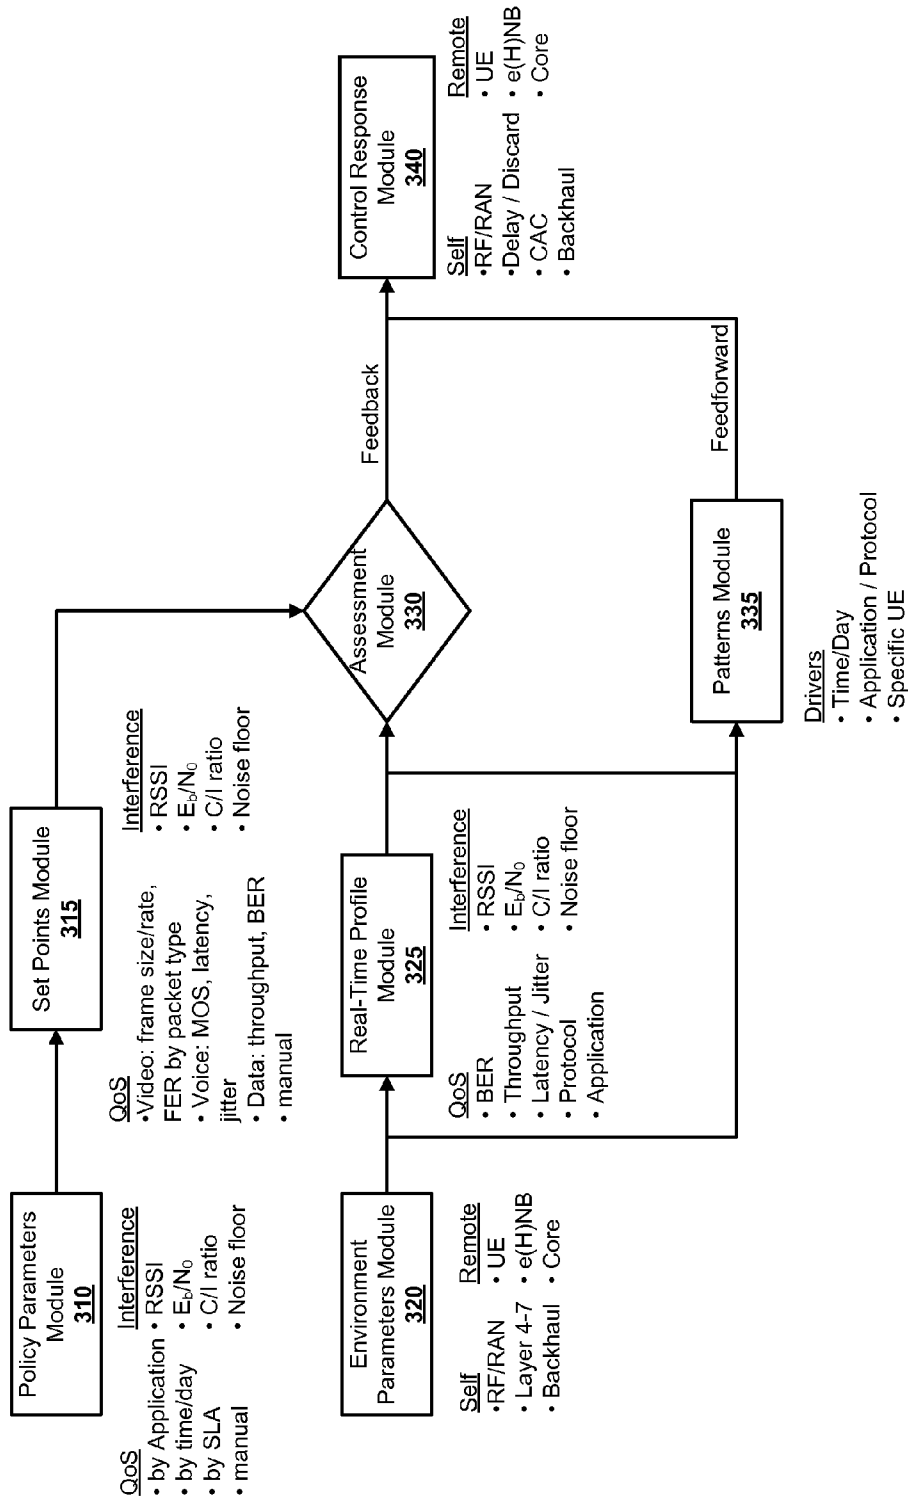 Policy Parameters
Module
310
QoS
• by Application
• by time/day
• by SLA
• manual
Interference
• RSSI
• Eb/N0
• C/I ratio
• Noise floor
Set Points Module
315
QoS
•Video: frame size/rate,
FER by packet type
• Voice: MOS, latency,
jitter
• Data: throughput, BER
• manual
Interference
• RSSI
• Eb/N0
• C/I ratio
• Noise floor
Environment
Parameters Module
320
Self
•RF/RAN
• Layer 4-7
• Backhaul
Remote
• UE
• e(H)NB
• Core
Real-Time Profile
Module
325
QoS
• BER
• Throughput
• Latency / Jitter
• Protocol
• Application
Interference
• RSSI
• Eb/N0
• C/I ratio
• Noise floor
Assessment
Module
330
Feedback
Patterns Module
335
Drivers
• Time/Day
• Application / Protocol
• Specific UE
Feedforward
Control Response
Module
340
Self
•RF/RAN
•Delay / Discard
• CAC
• Backhaul
Remote
• UE
• e(H)NB
• Core